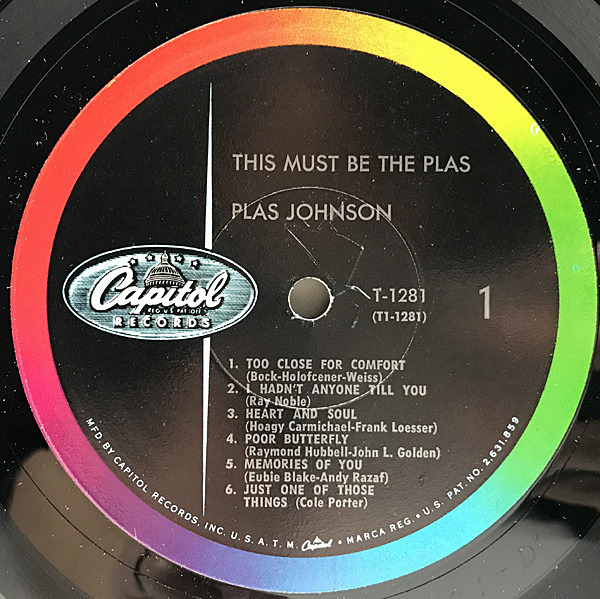 THIS MUST BE THE PLAS
PLAS JOHNSON
Capitol
REG. U.S. PAT. OFF.
RECORDS
T-1281
(T1-1281)
1
1. TOO CLOSE FOR COMFORT
(Bock-Holofcener-Weiss)
2. I HADN'T ANYONE TILL YOU
(Ray Noble)
3. HEART AND SOUL
(Hoagy Carmichael-Frank Loesser)
4. POOR BUTTERFLY
(Raymond Hubbell-John L. Golden)
5. MEMORIES OF YOU
(Eubie Blake-Andy Razaf)
6. JUST ONE OF THOSE
THINGS (Cole Porter)
MFD. BY CAPITOL RECORDS, INC. U.S.A. T.M. Capitol • MARCA REG. • U.S. PAT. NO. 2,631,859